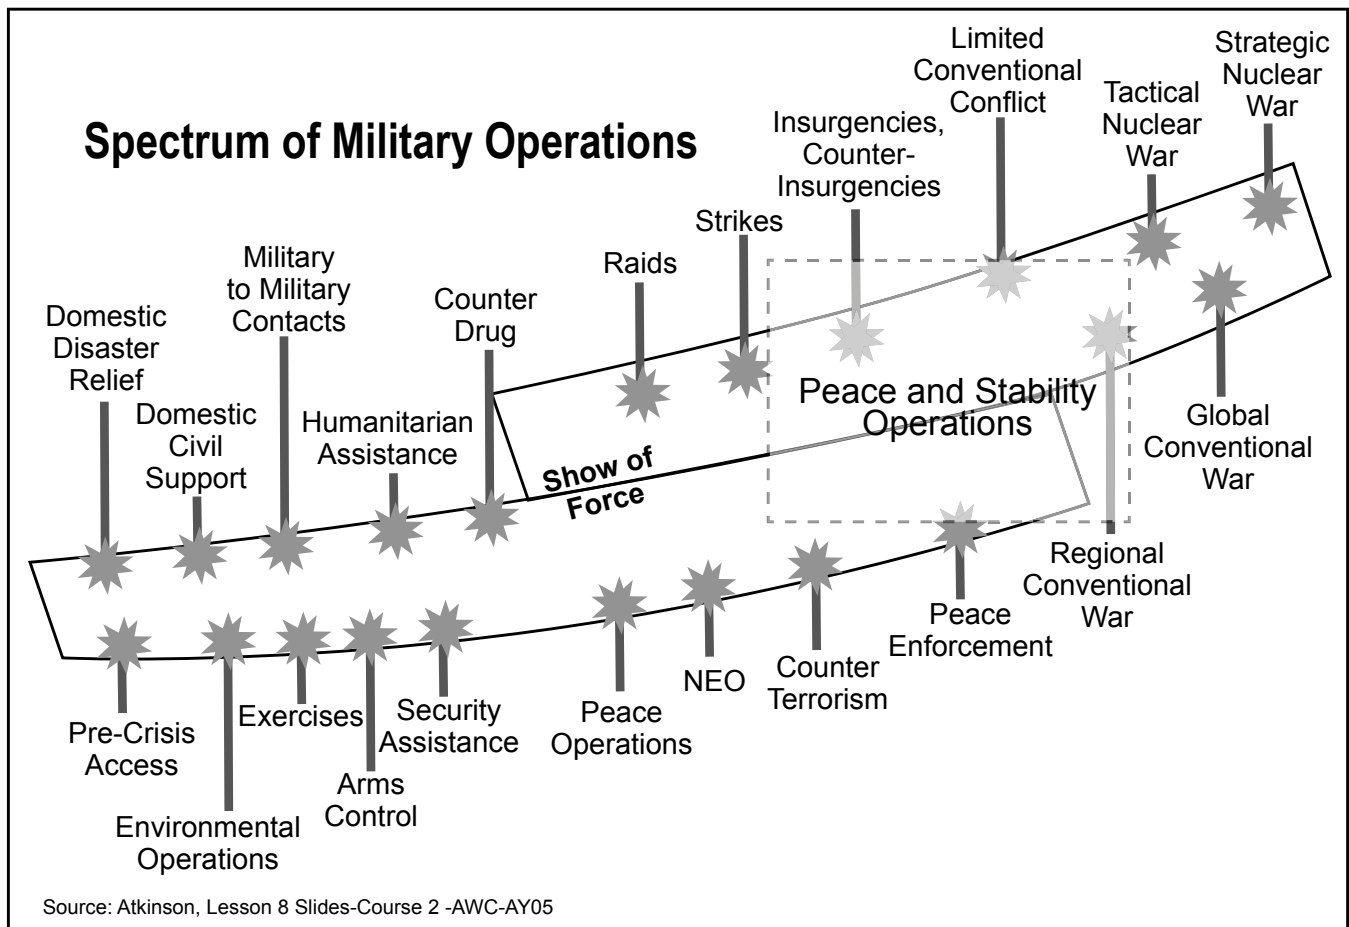 Spectrum of Military Operations
Domestic
Disaster
Relief
Domestic
Civil
Support
Military
to Military
Contacts
Humanitarian
Assistance
Counter
Drug
Raids
Strikes
Insurgencies,
Counter-
Insurgencies
Limited
Conventional
Conflict
Tactical
Nuclear
War
Strategic
Nuclear
War
Show of
Force
Peace and Stability
Operations
Global
Conventional
War
Regional
Conventional
War
Pre-Crisis
Access
Environmental
Operations
Exercises
Arms
Control
Security
Assistance
Peace
Operations
NEO
Counter
Terrorism
Peace
Enforcement
Source: Atkinson, Lesson 8 Slides-Course 2 -AWC-AY05